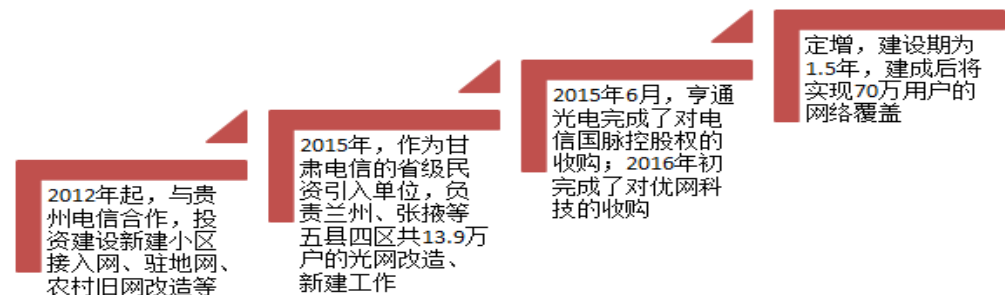 2012年起，与贵
州电信合作，投
资建设新建小区
接入网、驻地网、
农村旧网改造等
2015年，作为甘
肃电信的省级民
资引入单位，负
责兰州、张掖等
五县四区共13.9万
户的光网改造、
新建工作
2015年6月，亨通
光电完成了对电
信国脉控股权的
收购；2016年初
完成了对优网科
技的收购
定增，建设期为
1.5年，建成后将
实现70万用户的
网络覆盖